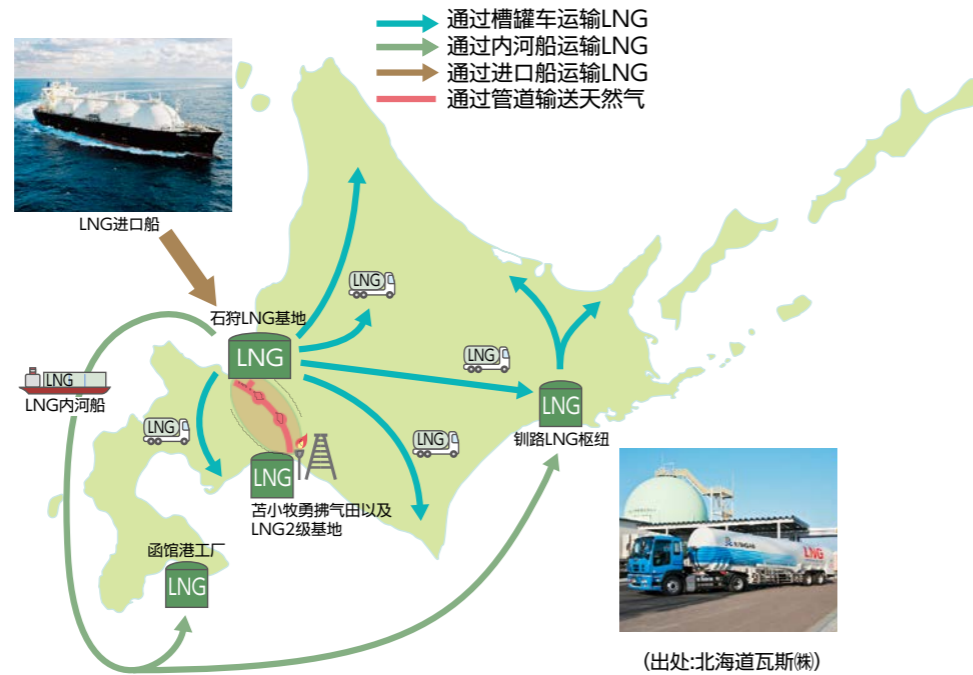 通过槽罐车运输LNG
通过内河船运输LNG
通过进口船运输LNG
通过管道输送天然气
LNG进口船
LNG
石狩LNG基地
LNG
LNG
LNG
LNG内河船
LNG
LNG
LNG
钏路LNG枢纽
LNG
苫小牧勇拂气田以及
LNG2级基地
函馆港工厂
LNG
LNG
(出处:北海道瓦斯㈱)